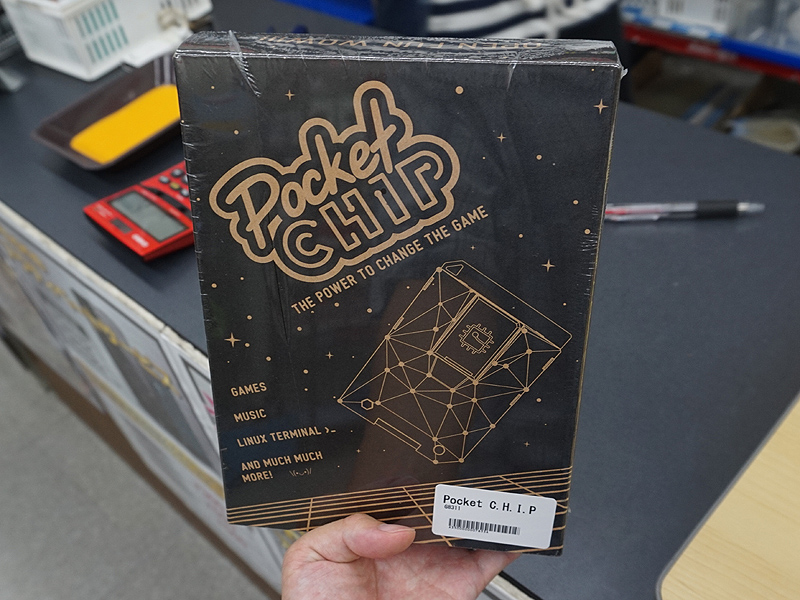 Pocket
CHIP
THE POWER TO CHANGE THE GAME
GAMES
MUSIC
LINUX TERMINAL >_
AND MUCH MUCH
MORE!
Pocket C.H.I.P